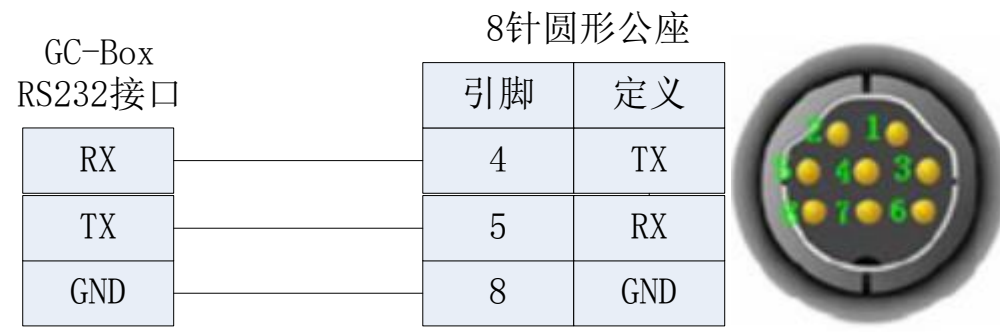 8针圆形公座
GC-Box
RS232接口
引脚 定义
RX 4 TX
TX 5 RX
GND 8 GND
2 1
5 4 3
8 7 6